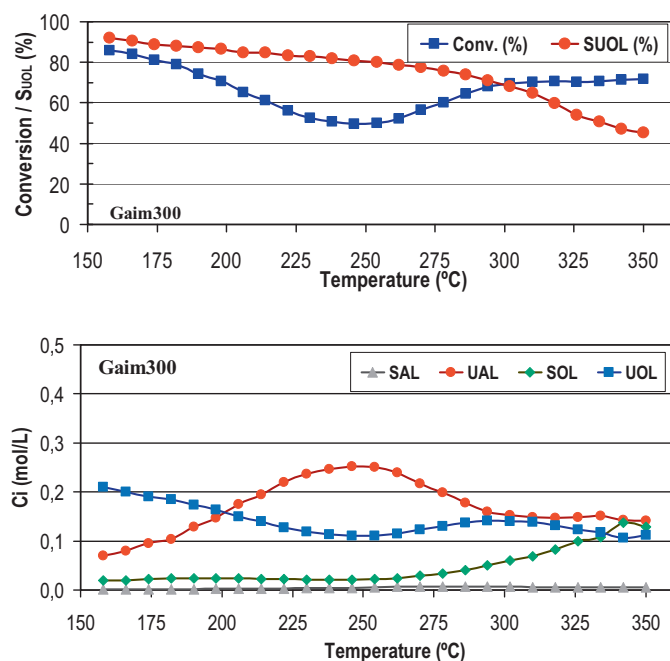 Conversion / SUOL (%)
100
80
60
40
20
0
Conv. (%) SUOL (%)
Gaim300
150 175 200 225 250 275 300 325 350
Temperature (ºC)
Ci (mol/L)
0,5
0,4
0,3
0,2
0,1
0,0
Gaim300
SAL UAL SOL UOL
150 175 200 225 250 275 300 325 350
Temperature (ºC)